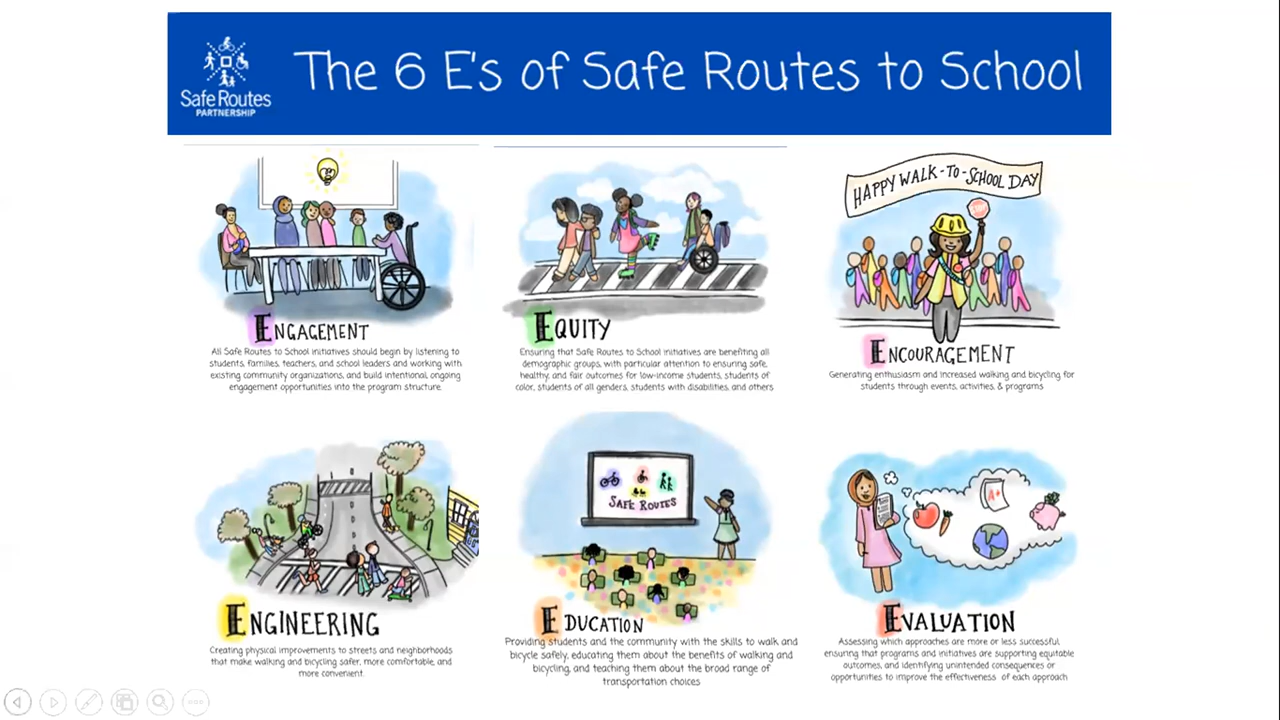 The 6 E's of Safe Routes to School
Safe Routes
PARTNERSHIP
ENGAGEMENT
All Safe Routes to School initiatives should begin by listening to
students, families, teachers, and school leaders and working with
existing community organizations, and build intentional, ongoing
engagement opportunities into the program structure.
EQUITY
Ensuring that Safe Routes to School initiatives are benefiting all
demographic groups, with particular attention to ensuring safe,
healthy, and fair outcomes for low-income students, students of
color, students of all genders, students with disabilities, and others
HAPPY WALK-TO-SCHOOL DAY
STOP
ENCOURAGEMENT
Generating enthusiasm and increased walking and bicycling for
students through events, activities, & programs
ENGINEERING
Creating physical improvements to streets and neighborhoods
that make walking and bicycling safer, more comfortable, and
more convenient.
SAFE ROUTES
EDUCATION
Providing students and the community with the skills to walk and
bicycle safely, educating them about the benefits of walking and
bicycling, and teaching them about the broad range of
transportation choices
A+
EVALUATION
Assessing which approaches are more or less successful,
ensuring that programs and initiatives are supporting equitable
outcomes, and identifying unintended consequences or
opportunities to improve the effectiveness of each approach